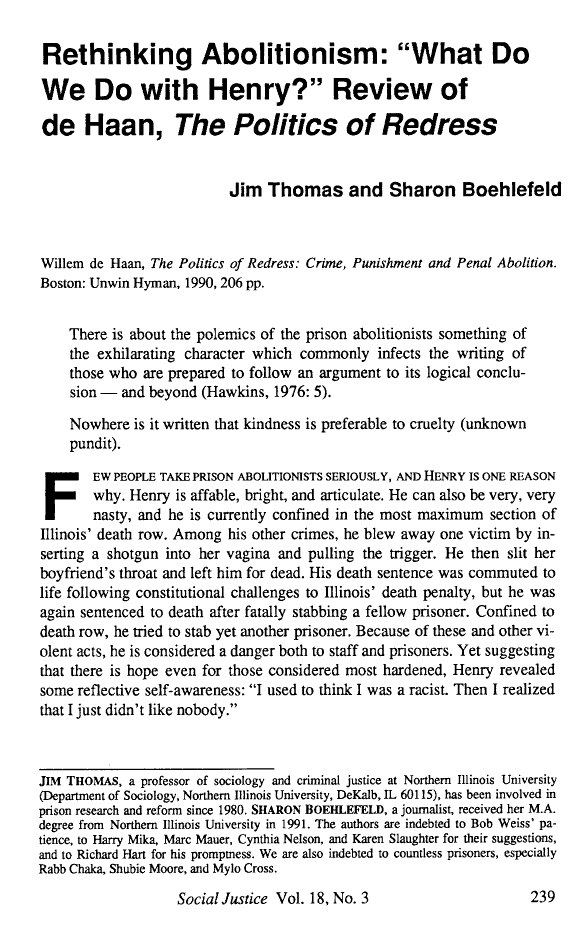 Rethinking Abolitionism: “What Do
We Do with Henry?” Review of
de Haan, The Politics of Redress
Jim Thomas and Sharon Boehlefeld
Willem de Haan, The Politics of Redress: Crime, Punishment and Penal Abolition.
Boston: Unwin Hyman, 1990, 206 pp.
There is about the polemics of the prison abolitionists something of
the exhilarating character which commonly infects the writing of
those who are prepared to follow an argument to its logical conclu-
sion — and beyond (Hawkins, 1976: 5).
Nowhere is it written that kindness is preferable to cruelty (unknown
pundit).
FEW PEOPLE TAKE PRISON ABOLITIONISTS SERIOUSLY, AND HENRY IS ONE REASON
why. Henry is affable, bright, and articulate. He can also be very, very
nasty, and he is currently confined in the most maximum section of
Illinois’ death row. Among his other crimes, he blew away one victim by in-
serting a shotgun into her vagina and pulling the trigger. He then slit her
boyfriend’s throat and left him for dead. His death sentence was commuted to
life following constitutional challenges to Illinois’ death penalty, but he was
again sentenced to death after fatally stabbing a fellow prisoner. Confined to
death row, he tried to stab yet another prisoner. Because of these and other vi-
olent acts, he is considered a danger both to staff and prisoners. Yet suggesting
that there is hope even for those considered most hardened, Henry revealed
some reflective self-awareness: “I used to think I was a racist. Then I realized
that I just didn’t like nobody.”
JIM THOMAS, a professor of sociology and criminal justice at Northern Illinois University
(Department of Sociology, Northern Illinois University, DeKalb, IL 60115), has been involved in
prison research and reform since 1980. SHARON BOEHLEFELD, a journalist, received her M.A.
degree from Northern Illinois University in 1991. The authors are indebted to Bob Weiss’ pa-
tience, to Harry Mika, Marc Mauer, Cynthia Nelson, and Karen Slaughter for their suggestions,
and to Richard Hart for his promptness. We are also indebted to countless prisoners, especially
Rabb Chaka, Shubie Moore, and Mylo Cross.
Social Justice Vol. 18, No. 3 239